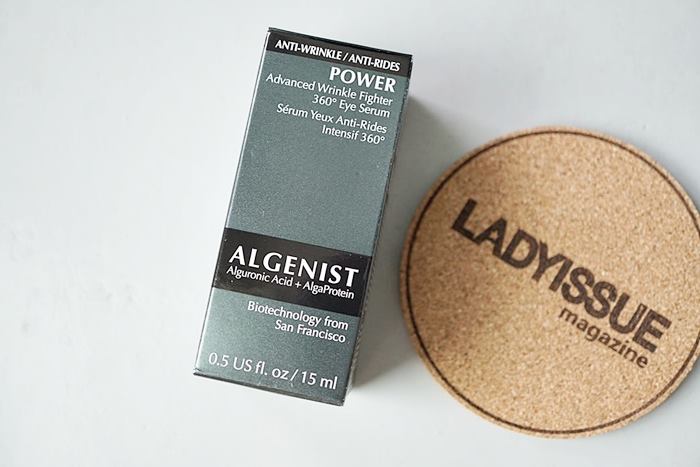 ANTI-WRINKLE / ANTI-RIDES
POWER
Advanced Wrinkle Fighter
360° Eye Serum
Sérum Yeux Anti-Rides
Intensif 360°
ALGENIST
Alguronic Acid + AlgaProtein
Biotechnology from
San Francisco
0.5 US fl. oz / 15 ml
LADYISSUE
magazine